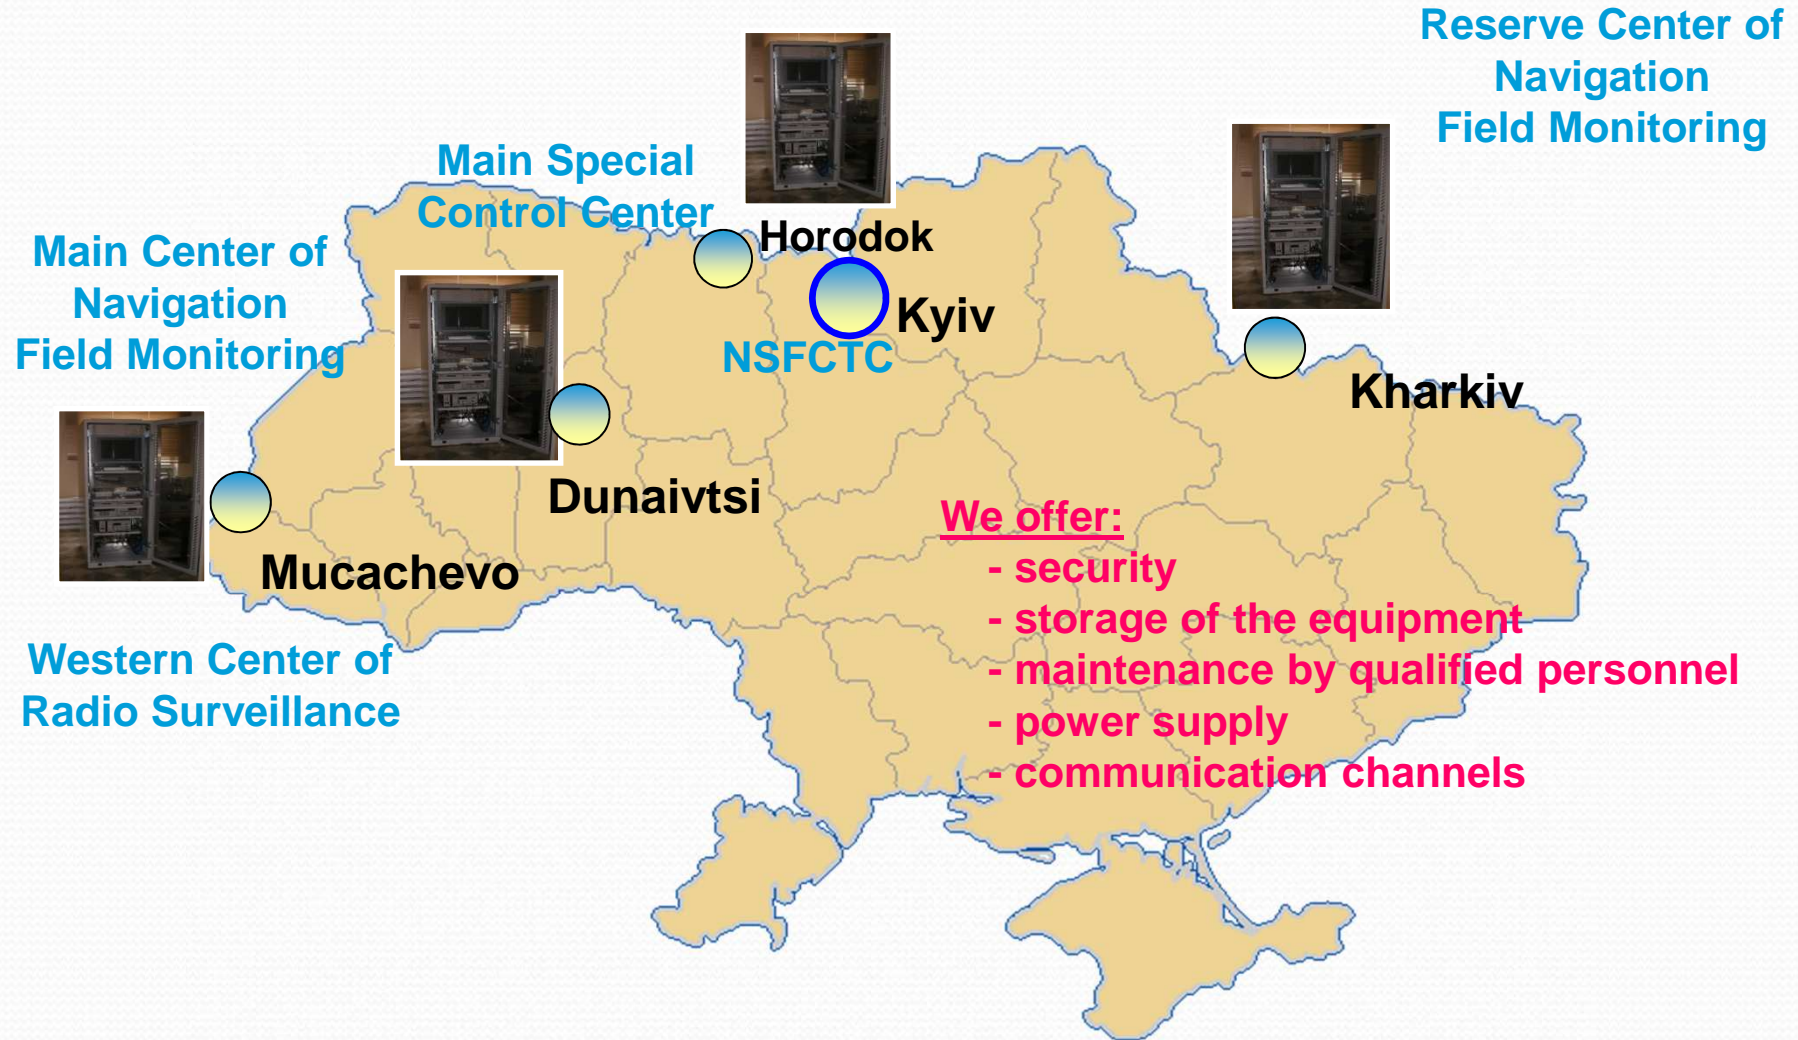 Reserve Center of
Navigation
Field Monitoring
Main Special
Control Center
Horodok
Main Center of
Navigation
Field Monitoring
Kyiv
NSFCTC
Kharkiv
Dunaivtsi
Mucachevo
We offer:
- security
- storage of the equipment
- maintenance by qualified personnel
- power supply
- communication channels
Western Center of
Radio Surveillance